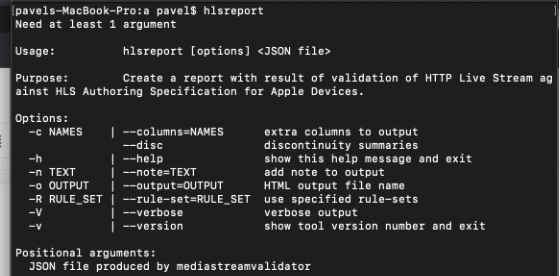 [pavels-MacBook-Pro:a pavel$ hlsreport ]
Need at least 1 argument
Usage:          hlsreport [options] <JSON file>
Purpose:        Create a report with result of validation of HTTP Live Stream ag
ainst HLS Authoring Specification for Apple Devices.
Options:
  -c NAMES    | --columns=NAMES    extra columns to output
                --disc             discontinuity summaries
  -h          | --help             show this help message and exit
  -n TEXT     | --note=TEXT        add note to output
  -o OUTPUT   | --output=OUTPUT    HTML output file name
  -R RULE_SET | --rule-set=RULE_SET  use specified rule-sets
  -V          | --verbose          verbose output
  -v          | --version          show tool version number and exit
Positional arguments:
  JSON file produced by mediastreamvalidator